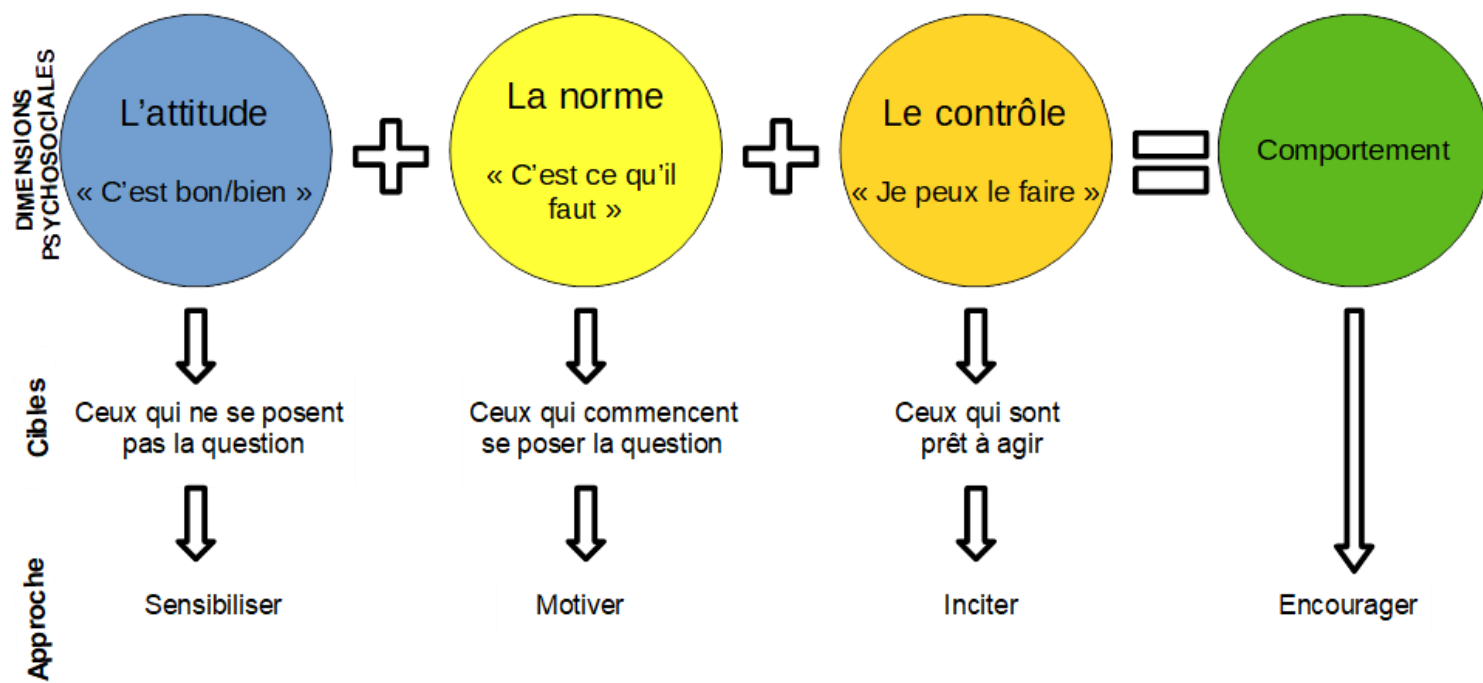 DIMENSIONS
PSYCHOSOCIALES
L'attitude
« C'est bon/bien »
La norme
« C'est ce qu'il
faut »
Le contrôle
« Je peux le faire »
Comportement
Cibles
Ceux qui ne se posent
pas la question
Ceux qui commencent
se poser la question
Ceux qui sont
prêt à agir
Approche
Sensibiliser
Motiver
Inciter
Encourager